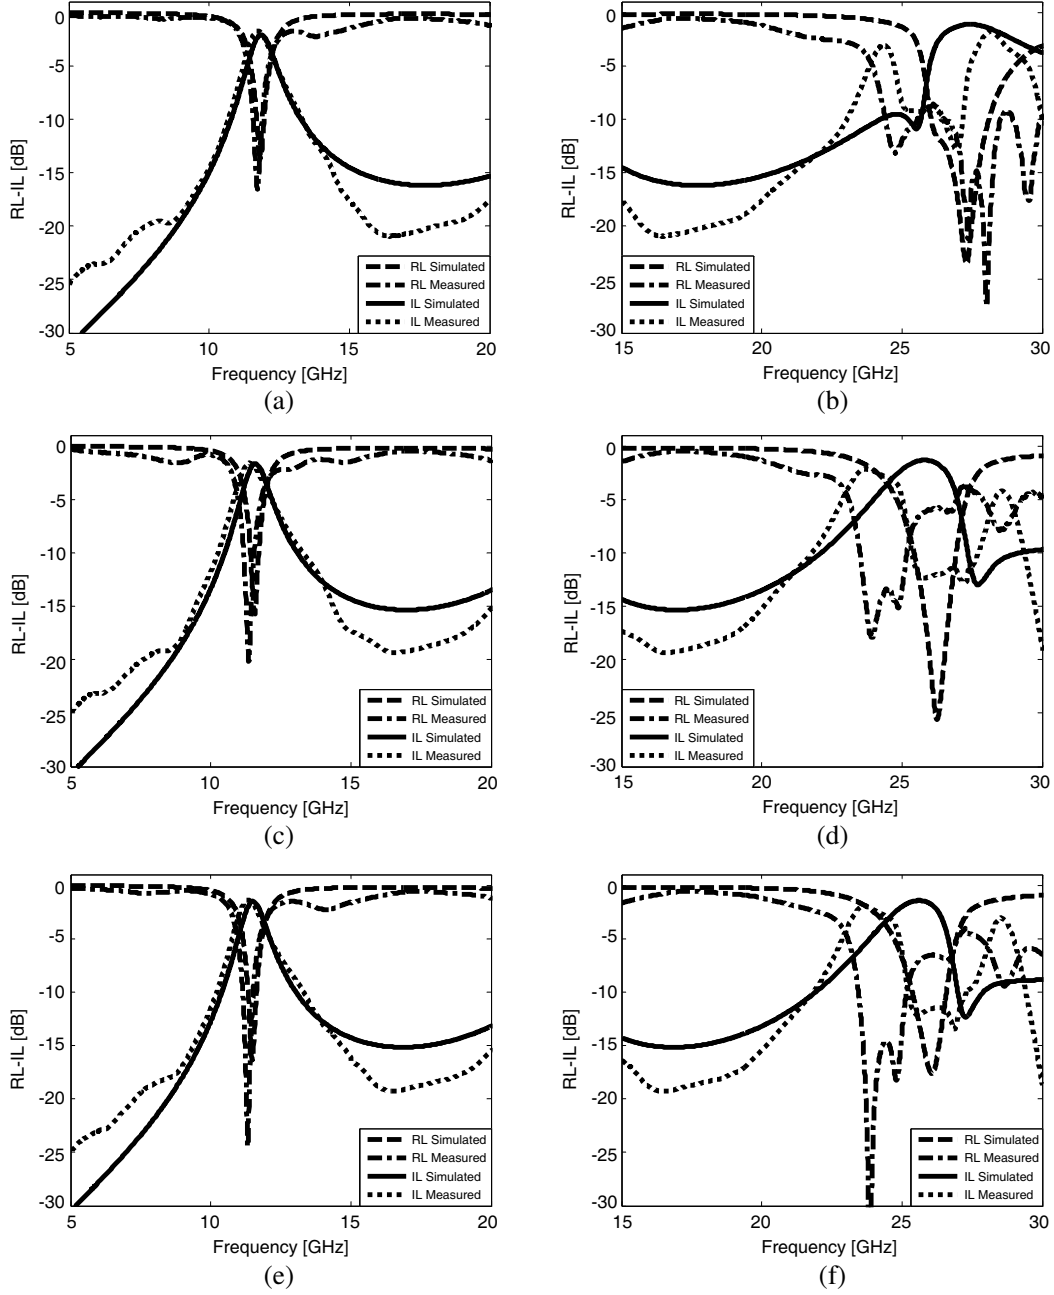 0
-5
-10
-15
-20
-25
-30
RL-IL [dB]
RL Simulated
RL Measured
IL Simulated
IL Measured
5
10
15
20
Frequency [GHz]
(a)
0
-5
-10
-15
-20
-25
-30
RL-IL [dB]
RL Simulated
RL Measured
IL Simulated
IL Measured
15
20
25
30
Frequency [GHz]
(b)
0
-5
-10
-15
-20
-25
-30
RL-IL [dB]
RL Simulated
RL Measured
IL Simulated
IL Measured
5
10
15
20
Frequency [GHz]
(c)
0
-5
-10
-15
-20
-25
-30
RL-IL [dB]
RL Simulated
RL Measured
IL Simulated
IL Measured
15
20
25
30
Frequency [GHz]
(d)
0
-5
-10
-15
-20
-25
-30
RL-IL [dB]
RL Simulated
RL Measured
IL Simulated
IL Measured
5
10
15
20
Frequency [GHz]
(e)
0
-5
-10
-15
-20
-25
-30
RL-IL [dB]
RL Simulated
RL Measured
IL Simulated
IL Measured
15
20
25
30
Frequency [GHz]
(f)